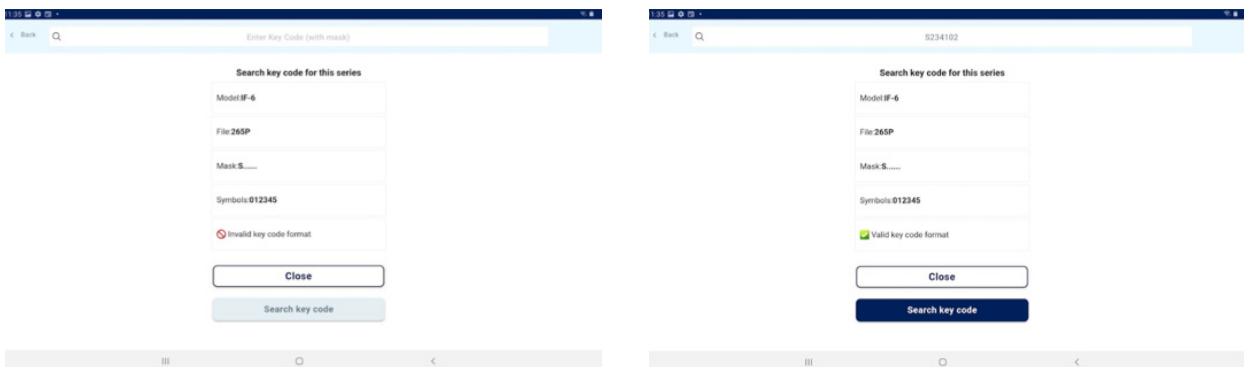 11:35
Back
Enter Key Code (with mask)
Search key code for this series
Model:IF-6
File:265P
Mask:S......
Symbols:012345
Invalid key code format
Close
Search key code
1:35
Back
S234102
Search key code for this series
Model:IF-6
File:265P
Mask:S......
Symbols:012345
Valid key code format
Close
Search key code